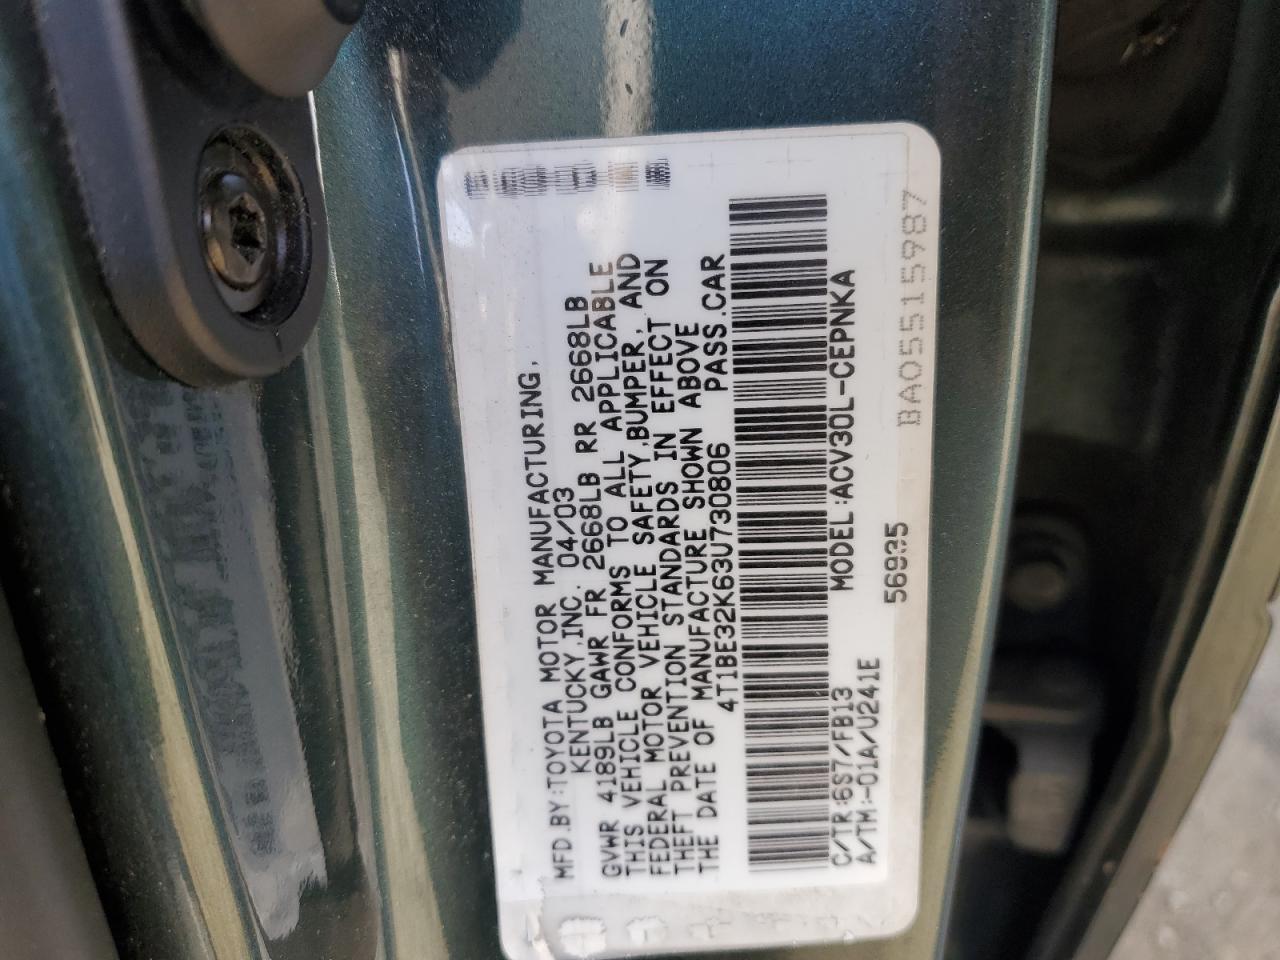 MFD.BY:TOYOTA MOTOR MANUFACTURING,
KENTUCKY,INC. 04/03
GVWR 4189LB GAWR FR 2668LB RR 2668LB
THIS VEHICLE CONFORMS TO ALL APPLICABLE
FEDERAL MOTOR VEHICLE SAFETY,BUMPER, AND
THEFT PREVENTION STANDARDS IN EFFECT ON
THE DATE OF MANUFACTURE SHOWN ABOVE
4T1BE32K63U730806 PASS.CAR
MODEL:ACV30L-CEPNKA
C/TR:6S7/FB13
A/TM:-01A/U241E
BA05515987